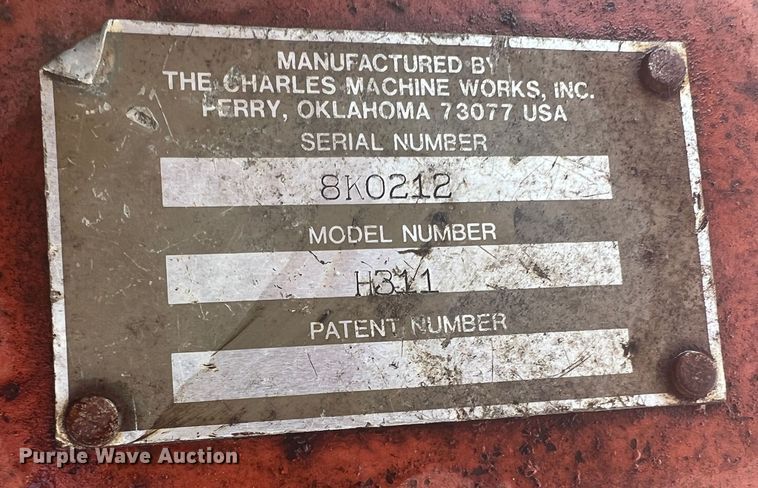 MANUFACTURED BY
THE CHARLES MACHINE WORKS, INC.
PERRY, OKLAHOMA 73077 USA
SERIAL NUMBER
8K0212
MODEL NUMBER
H311
PATENT NUMBER
Purple Wave Auction